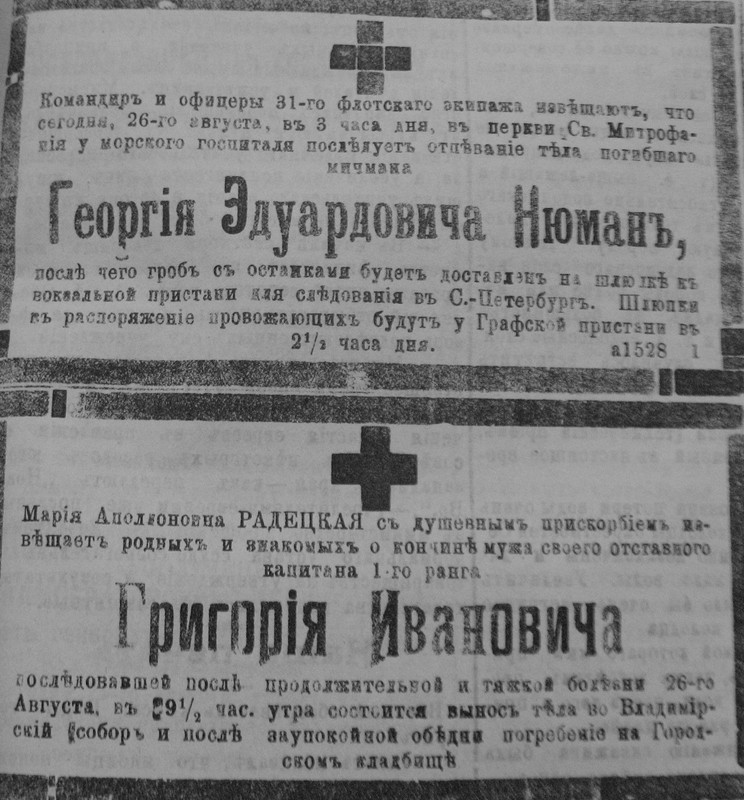 Командиръ и офицеры 31-го флотскаго экипажа извѣщаютъ, что
сегодня, 26-го августа, въ 3 часа дня, въ церкви Св. Митрофа-
нія у морского госпиталя послѣдуетъ отпѣваніе тѣла погибшаго
мичмана
Георгія Эдуардовича Нюманъ,
послѣ чего гробъ съ останками будетъ доставленъ на шлюпкѣ къ
вокзальной пристани для слѣдованія въ С.-Петербургъ. Шлюпки
въ распоряженіе провожающихъ будутъ у Графской пристани въ
2½ часа дня. а1528 1
Марія Аполлоновна РАДЕЦКАЯ съ душевнымъ прискорбіемъ из-
вѣщаетъ родныхъ и знакомыхъ о кончинѣ мужа своего отставного
капитана 1-го ранга
Григорія Ивановича
послѣдовавшей послѣ продолжительной и тяжкой болѣзни 26-го
Августа, въ 9½ час. утра состоится выносъ тѣла во Владимір-
скій соборъ и послѣ заупокойной обѣдни погребеніе на Город-
скомъ кладбищѣ